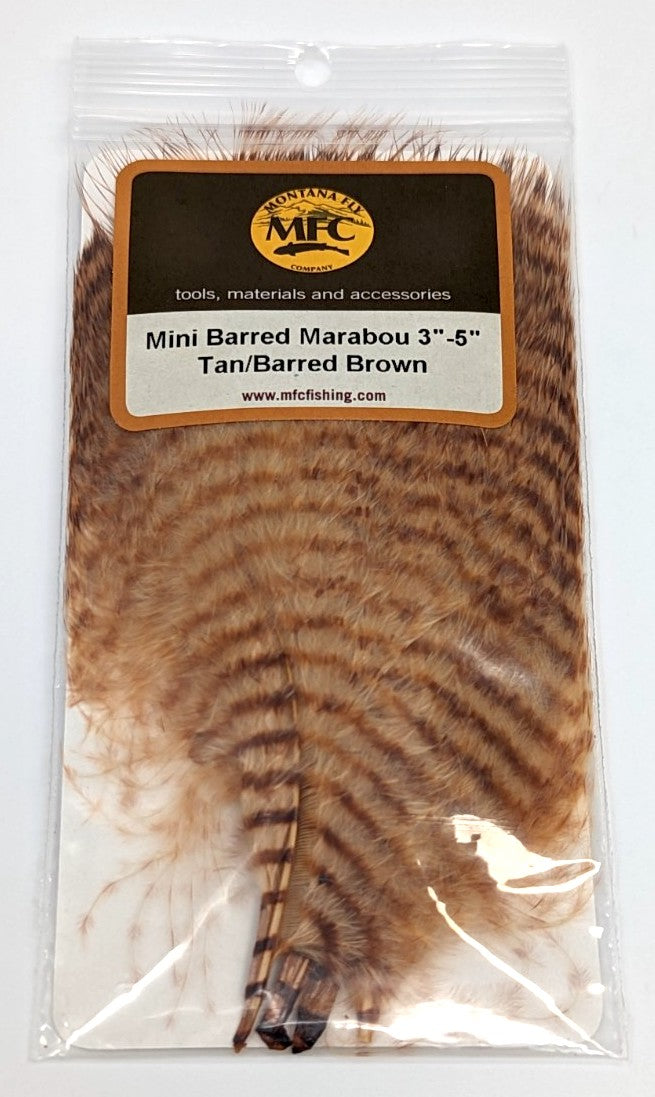 MONTANA FLY
MFC
COMPANY
tools, materials and accessories
Mini Barred Marabou 3"-5"
Tan/Barred Brown
www.mfcfishing.com